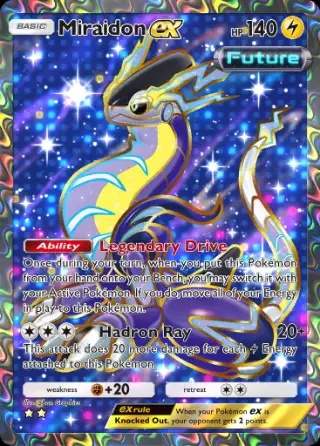 BASIC Miraidon ex HP 140
Future
Ability Legendary Drive
Once during your turn, when you put this Pokémon
from your hand onto your Bench, you may switch it with
your Active Pokémon. If you do, move all of your Energy
in play to this Pokémon.
Hadron Ray 20+
This attack does 20 more damage for each Energy
attached to this Pokémon.
weakness +20 retreat
Graphics
ex rule When your Pokémon ex is
Knocked Out, your opponent gets 2 points.